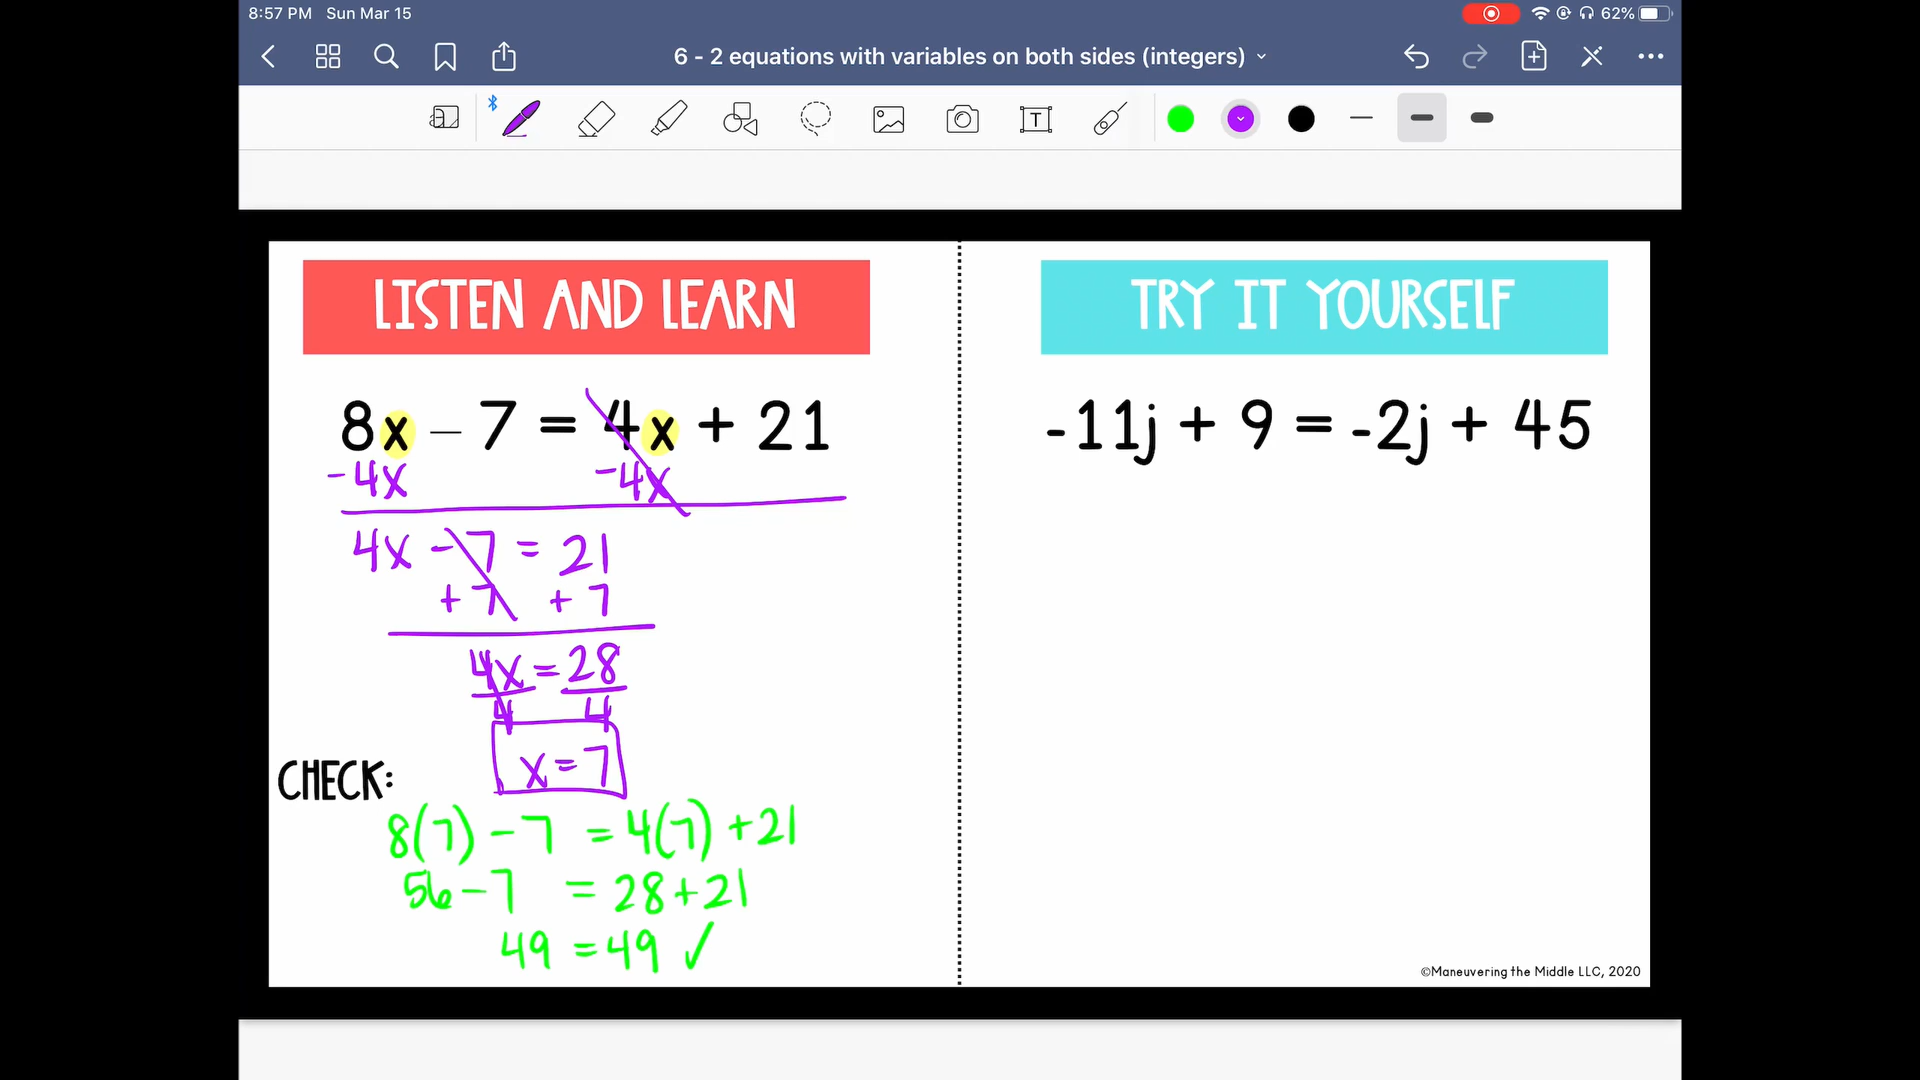 8:57 PM Sun Mar 15
62%
6 - 2 equations with variables on both sides (integers)
T
LISTEN AND LEARN
8x – 7 = 4x + 21
-4x -4x
4x - 7 = 21
+ 7 + 7
4x = 28
4 4
x = 7
CHECK:
8(7) - 7 = 4(7) + 21
56 - 7 = 28 + 21
49 = 49 ✓
TRY IT YOURSELF
-11j + 9 = -2j + 45
©Maneuvering the Middle LLC, 2020